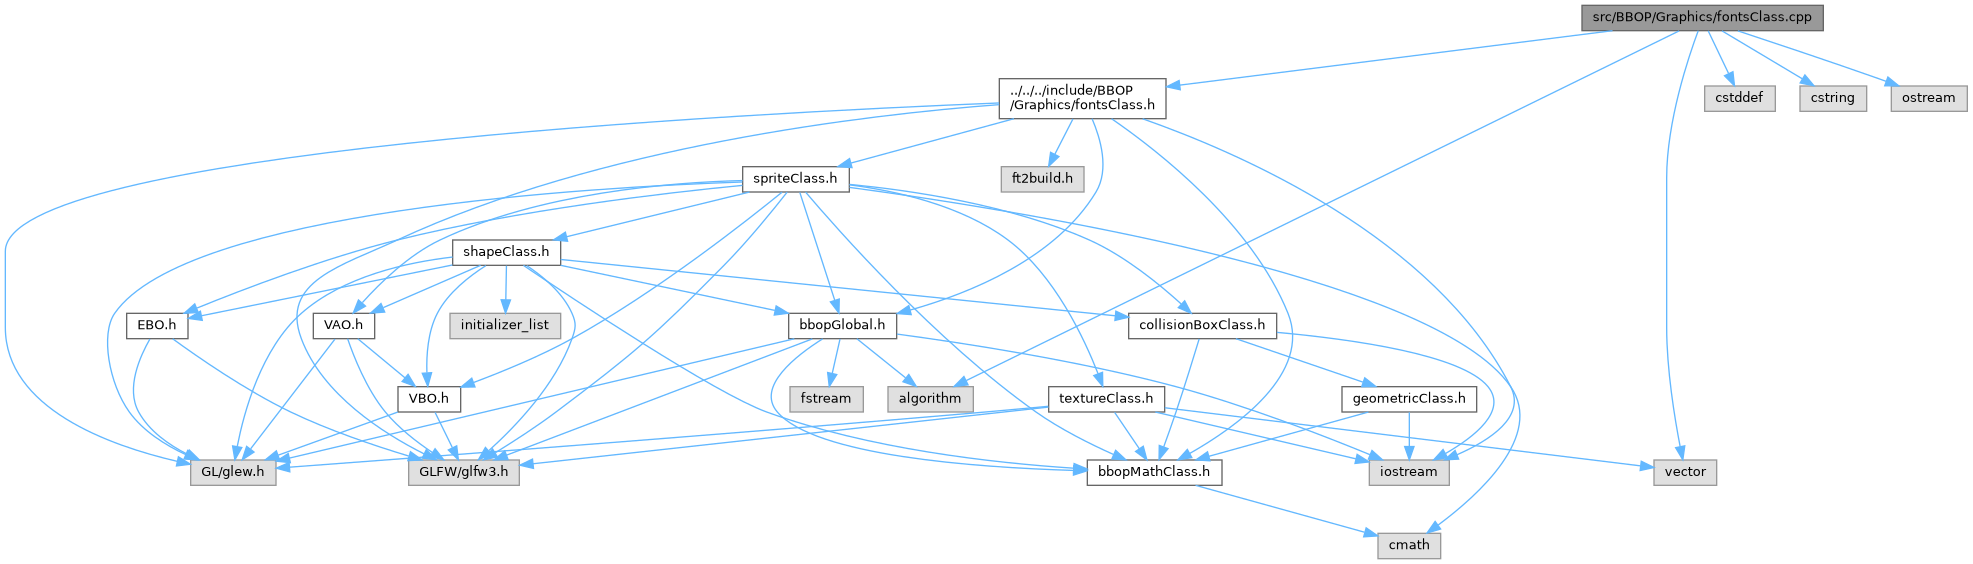 src/BBOP/Graphics/fontsClass.cpp
../../../include/BBOP
/Graphics/fontsClass.h
cstddef
cstring
ostream
spriteClass.h
ft2build.h
shapeClass.h
EBO.h
VAO.h
initializer_list
bbopGlobal.h
collisionBoxClass.h
VBO.h
fstream
algorithm
textureClass.h
geometricClass.h
GL/glew.h
GLFW/glfw3.h
bbopMathClass.h
iostream
vector
cmath